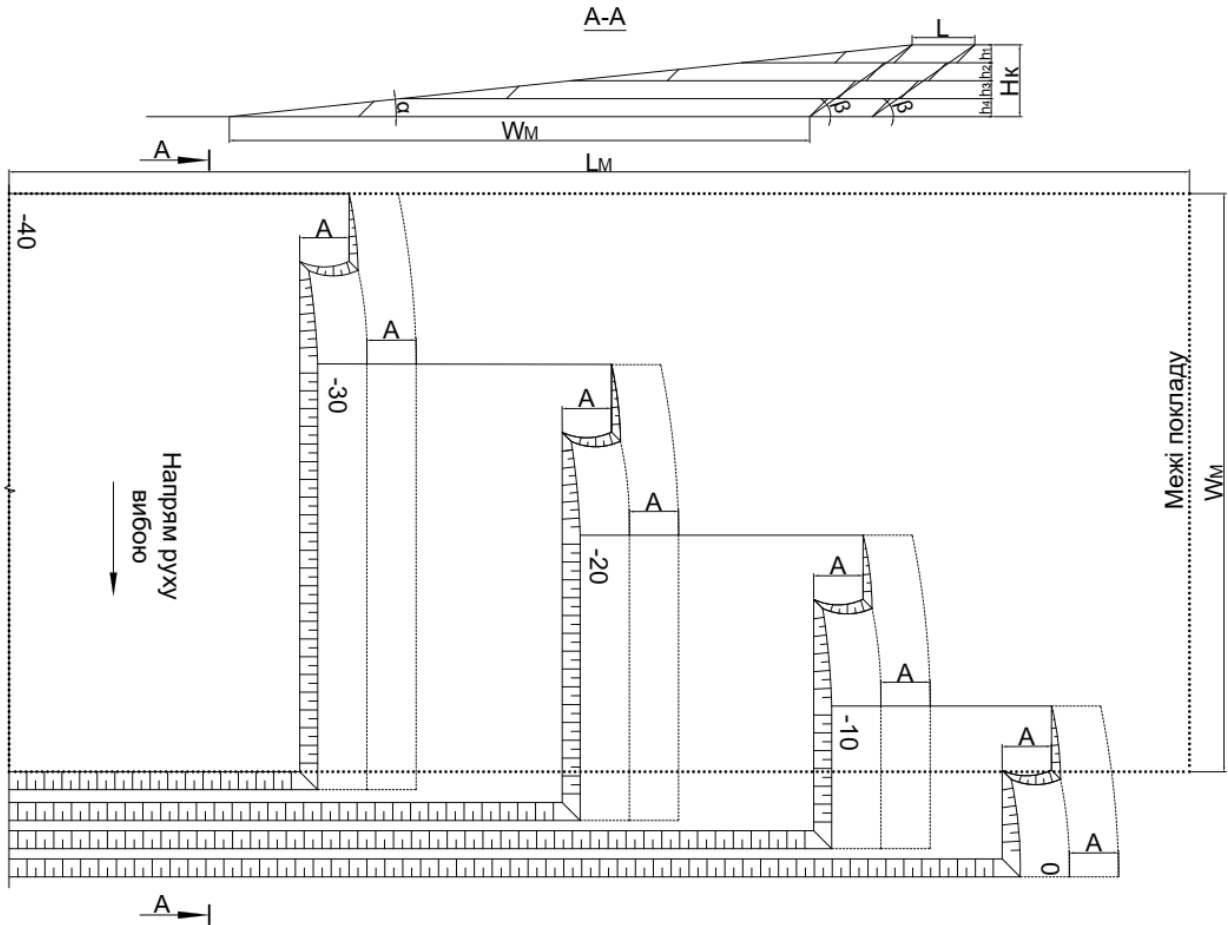 A-A
L
h1
h2
h3
h4
Hк
α
β
β
Wм
A
Lм
-40
A
A
-30
A
A
-20
A
A
-10
A
A
0
Напрям руху
вибою
Межі покладу
Wм
A